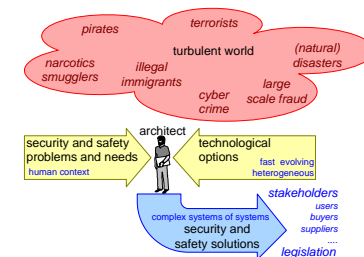 terrorists
pirates
turbulent world
(natural)
disasters
narcotics
smugglers
illegal
immigrants
large
scale fraud
cyber
crime
architect
security and safety
problems and needs
human context
technological
options
fast evolving
heterogeneous
stakeholders
users
buyers
suppliers
....
legislation
complex systems of systems
security and
safety solutions